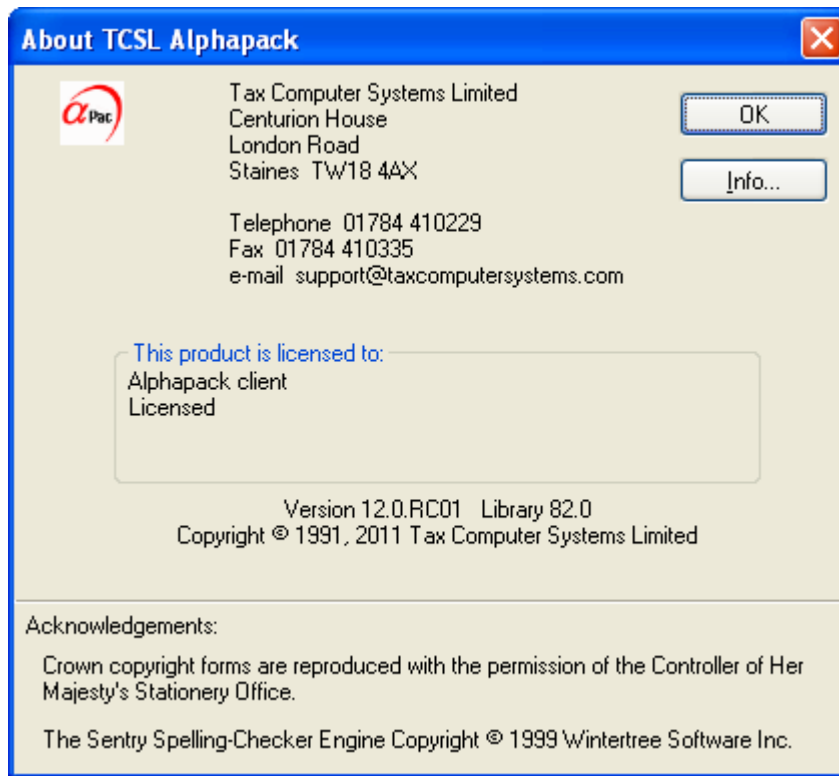 About TCSL Alphapack
α Pac
Tax Computer Systems Limited
Centurion House
London Road
Staines TW18 4AX
Telephone 01784 410229
Fax 01784 410335
e-mail support@taxcomputersystems.com
OK
Info...
This product is licensed to:
Alphapack client
Licensed
Version 12.0.RC01 Library 82.0
Copyright © 1991, 2011 Tax Computer Systems Limited
Acknowledgements:
Crown copyright forms are reproduced with the permission of the Controller of Her
Majesty's Stationery Office.
The Sentry Spelling-Checker Engine Copyright © 1999 Wintertree Software Inc.